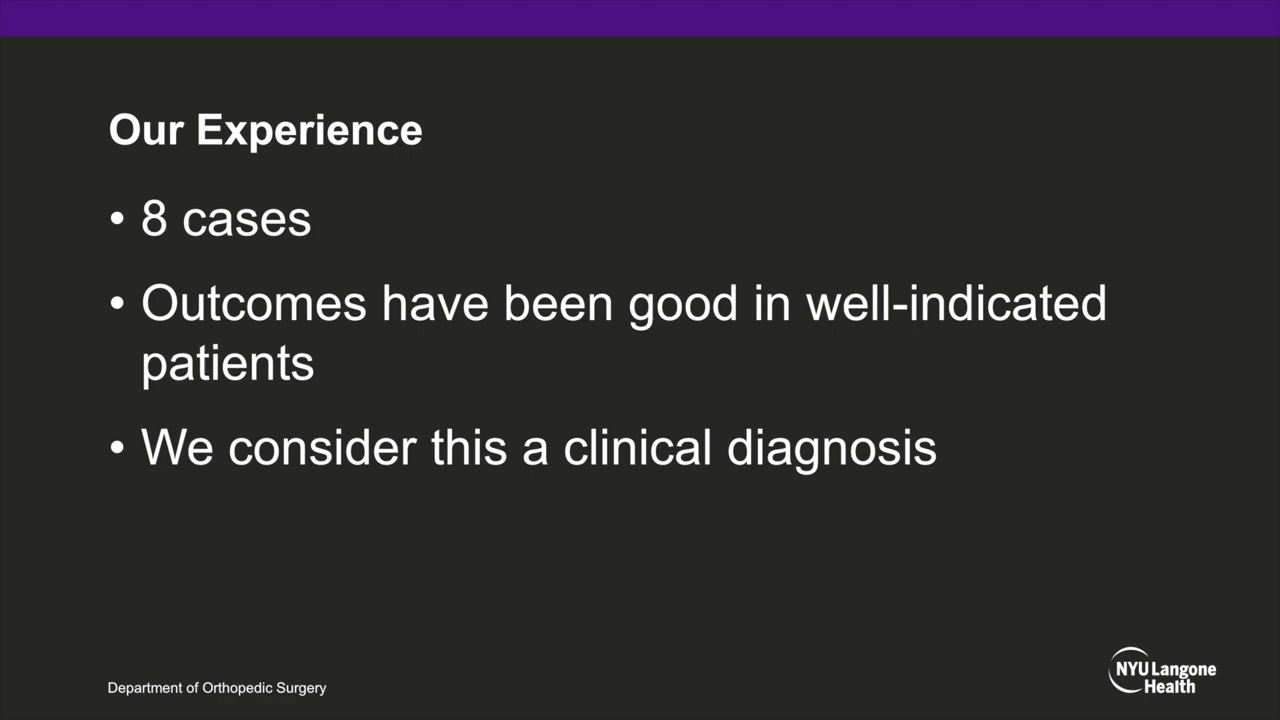 Our Experience
• 8 cases
• Outcomes have been good in well-indicated
patients
• We consider this a clinical diagnosis
Department of Orthopedic Surgery
NYU Langone
Health